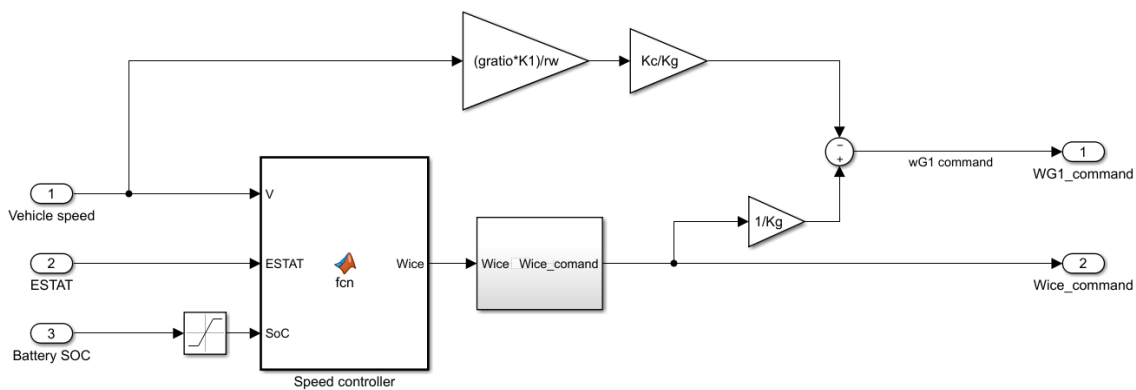 (gratio*K1)/rw
Kc/Kg
−
+
wG1 command
1
WG1_command
1
Vehicle speed
V
1/Kg
2
ESTAT
ESTAT
fcn
Wice
Wice
Wice_comand
2
Wice_command
3
Battery SOC
SoC
Speed controller